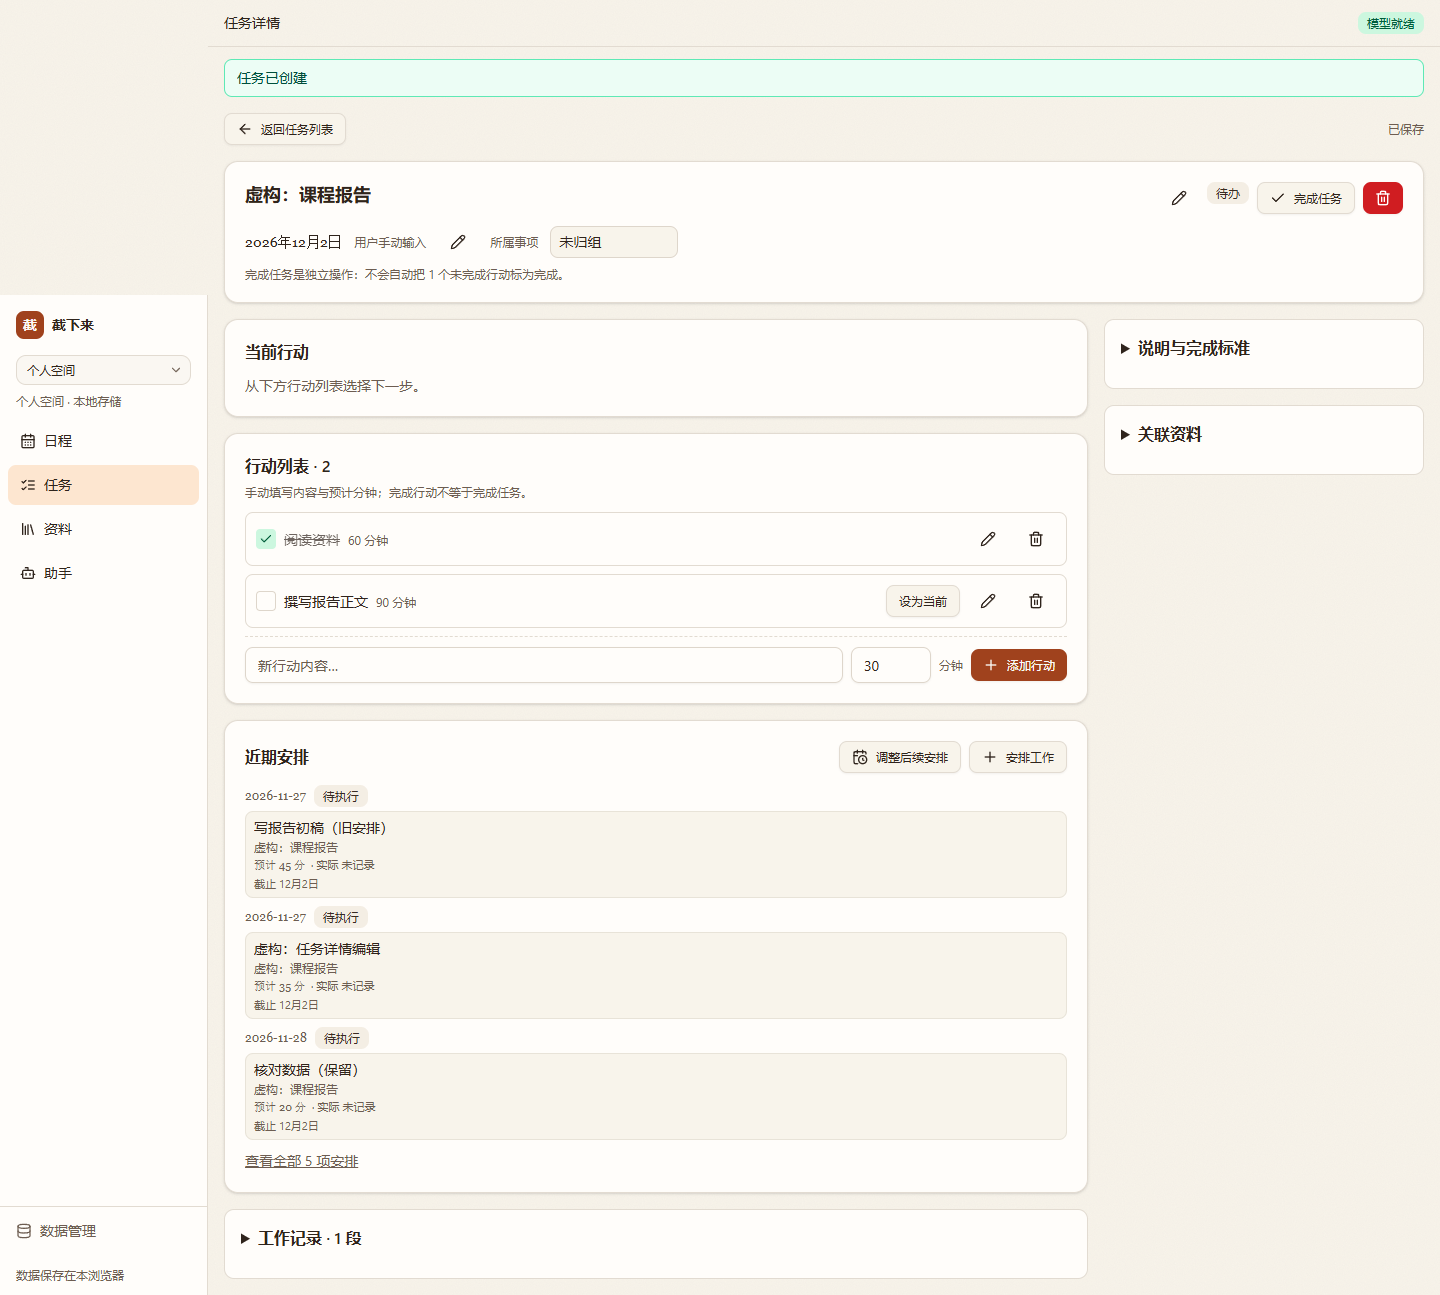 任务详情
模型就绪
任务已创建
返回任务列表
已保存
虚构：课程报告
待办
完成任务
2026年12月2日 用户手动输入 所属事项 未归组
完成任务是独立操作：不会自动把 1 个未完成行动标为完成。
截 截下来
个人空间
个人空间 · 本地存储
日程
任务
资料
助手
数据管理
数据保存在本浏览器
当前行动
从下方行动列表选择下一步。
行动列表 · 2
手动填写内容与预计分钟；完成行动不等于完成任务。
阅读资料 60 分钟
撰写报告正文 90 分钟 设为当前
新行动内容... 30 分钟 添加行动
近期安排 调整后续安排 安排工作
2026-11-27 待执行
写报告初稿（旧安排）
虚构：课程报告
预计 45 分 · 实际 未记录
截止 12月2日
2026-11-27 待执行
虚构：任务详情编辑
虚构：课程报告
预计 35 分 · 实际 未记录
截止 12月2日
2026-11-28 待执行
核对数据（保留）
虚构：课程报告
预计 20 分 · 实际 未记录
截止 12月2日
查看全部 5 项安排
工作记录 · 1 段
说明与完成标准
关联资料